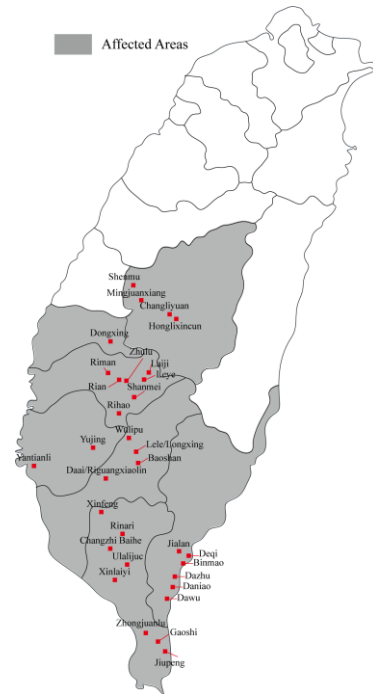 Affected Areas
Shenmu
Mingjuanxiang
Changliyuan
Honglixincun
Dongxing
Zhulu
Riman
Laiji
Leye
Rian
Shanmei
Rihao
Wulipu
Yujing
Lele/Longxing
Baoshan
Yantianli
Daai/Riguangxiaolin
Xinfeng
Rinari
Changzhi Baihe
Jialan
Deqi
Ulalijuc
Binmao
Xinlaiyi
Dazhu
Daniao
Dawu
Zhongjuanlu
Gaoshi
Jiupeng